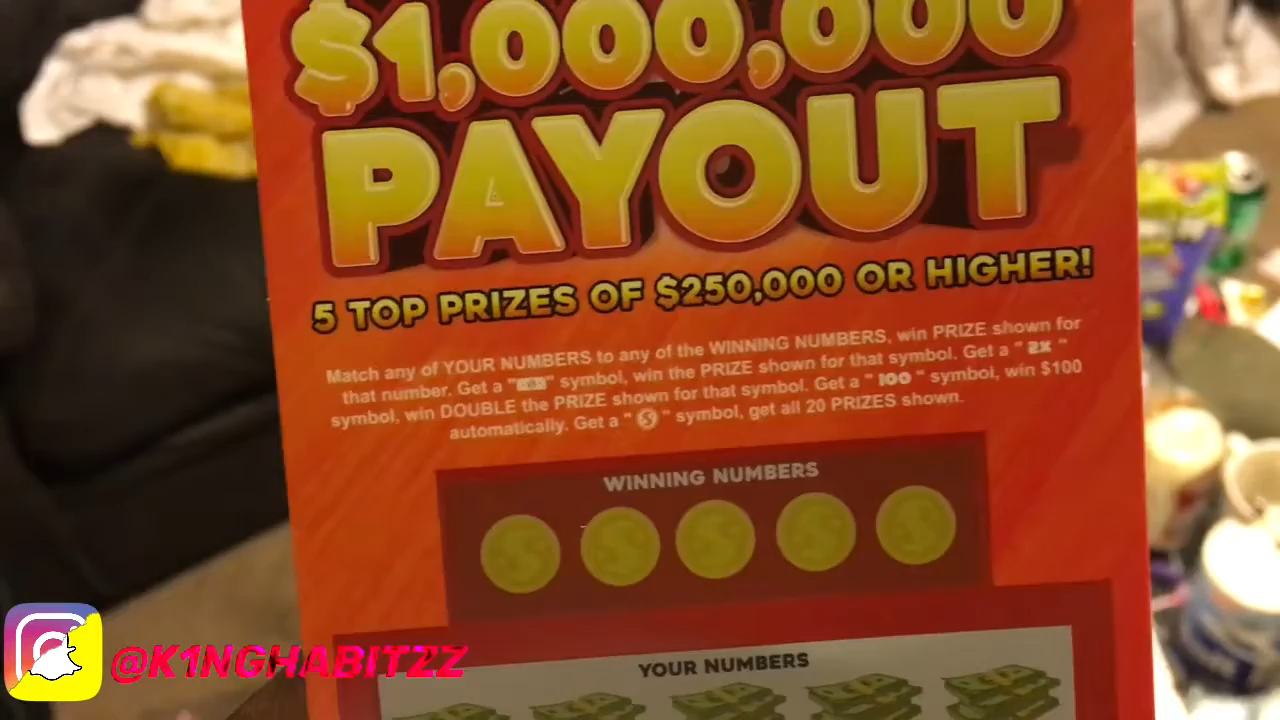 $1,000,000
PAYOUT
5 TOP PRIZES OF $250,000 OR HIGHER!
Match any of YOUR NUMBERS to any of the WINNING NUMBERS, win PRIZE shown for
that number. Get a " " symbol, win the PRIZE shown for that symbol. Get a " 2X "
symbol, win DOUBLE the PRIZE shown for that symbol. Get a " 100 " symbol, win $100
automatically. Get a " $ " symbol, get all 20 PRIZES shown.
WINNING NUMBERS
YOUR NUMBERS
@K1NGHABITZZ